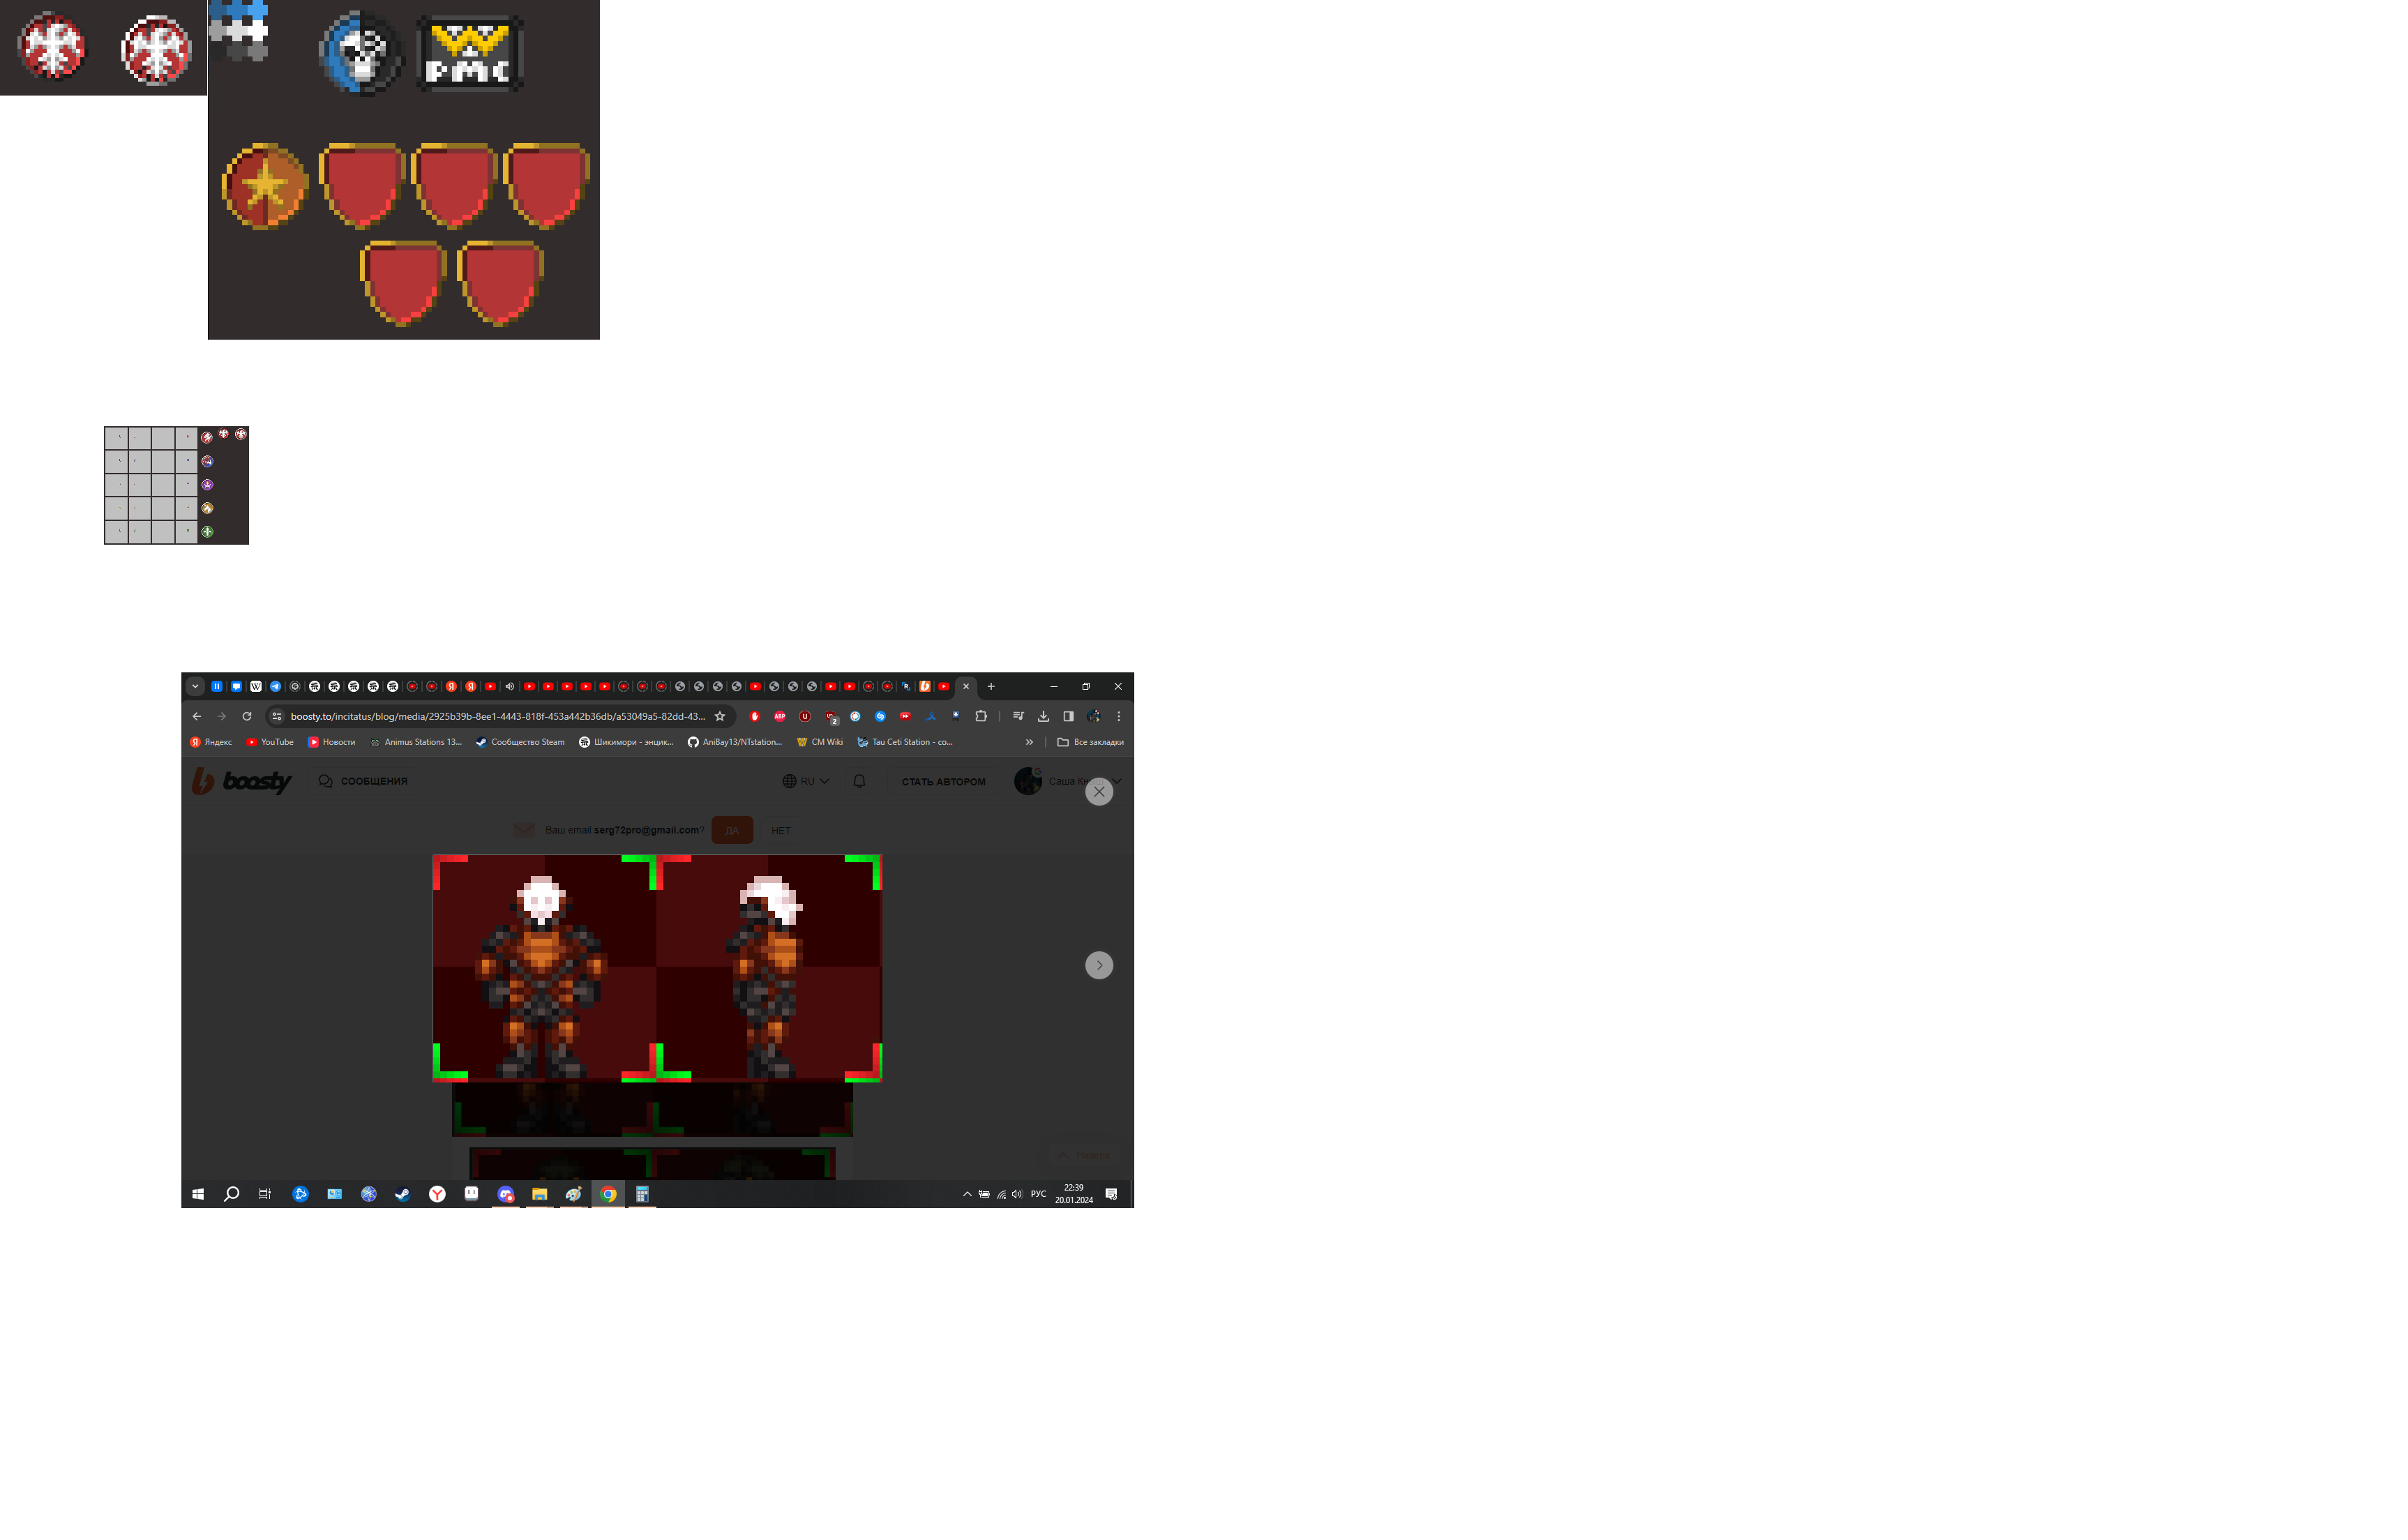 PMC
boosty.to/incitatus/blog/media/2925b39b-8ee1-4443-818f-453a442b36db/a53049a5-82dd-43...
ABP
2
Яндекс
YouTube
Новости
Animus Stations 13...
Сообщество Steam
Шикимори - энцик...
AniBay13/NTstation...
CM Wiki
Tau Ceti Station - co...
Все закладки
boosty
СООБЩЕНИЯ
RU
СТАТЬ АВТОРОМ
Саша
Ваш email serg72pro@gmail.com?
ДА
НЕТ
РУС
22:39
20.01.2024